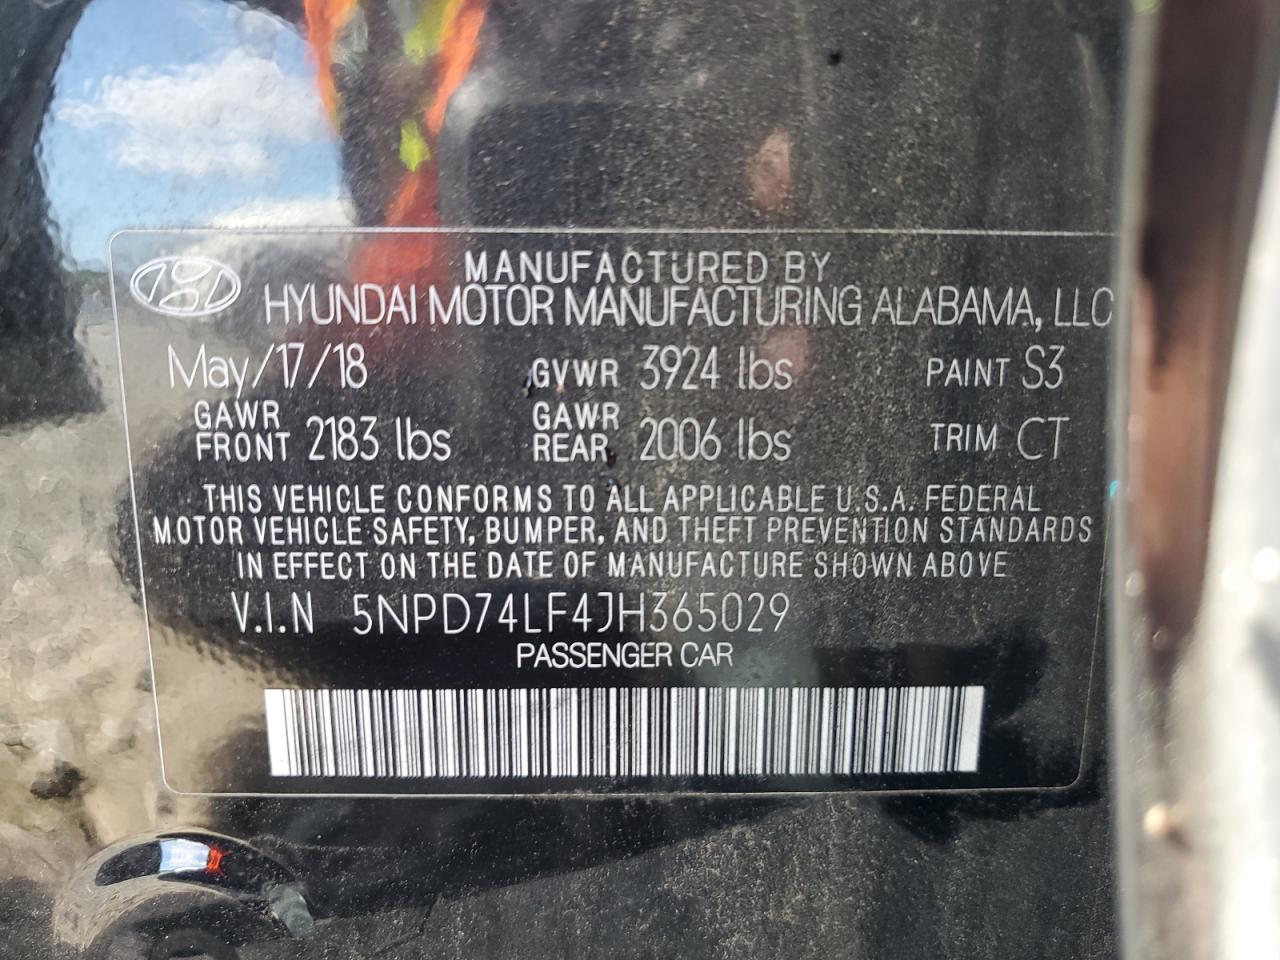 MANUFACTURED BY
HYUNDAI MOTOR MANUFACTURING ALABAMA, LLC
May/17/18 GVWR 3924 lbs PAINT S3
GAWR FRONT 2183 lbs GAWR REAR 2006 lbs TRIM CT
THIS VEHICLE CONFORMS TO ALL APPLICABLE U.S.A. FEDERAL
MOTOR VEHICLE SAFETY, BUMPER, AND THEFT PREVENTION STANDARDS
IN EFFECT ON THE DATE OF MANUFACTURE SHOWN ABOVE
V.I.N 5NPD74LF4JH365029
PASSENGER CAR